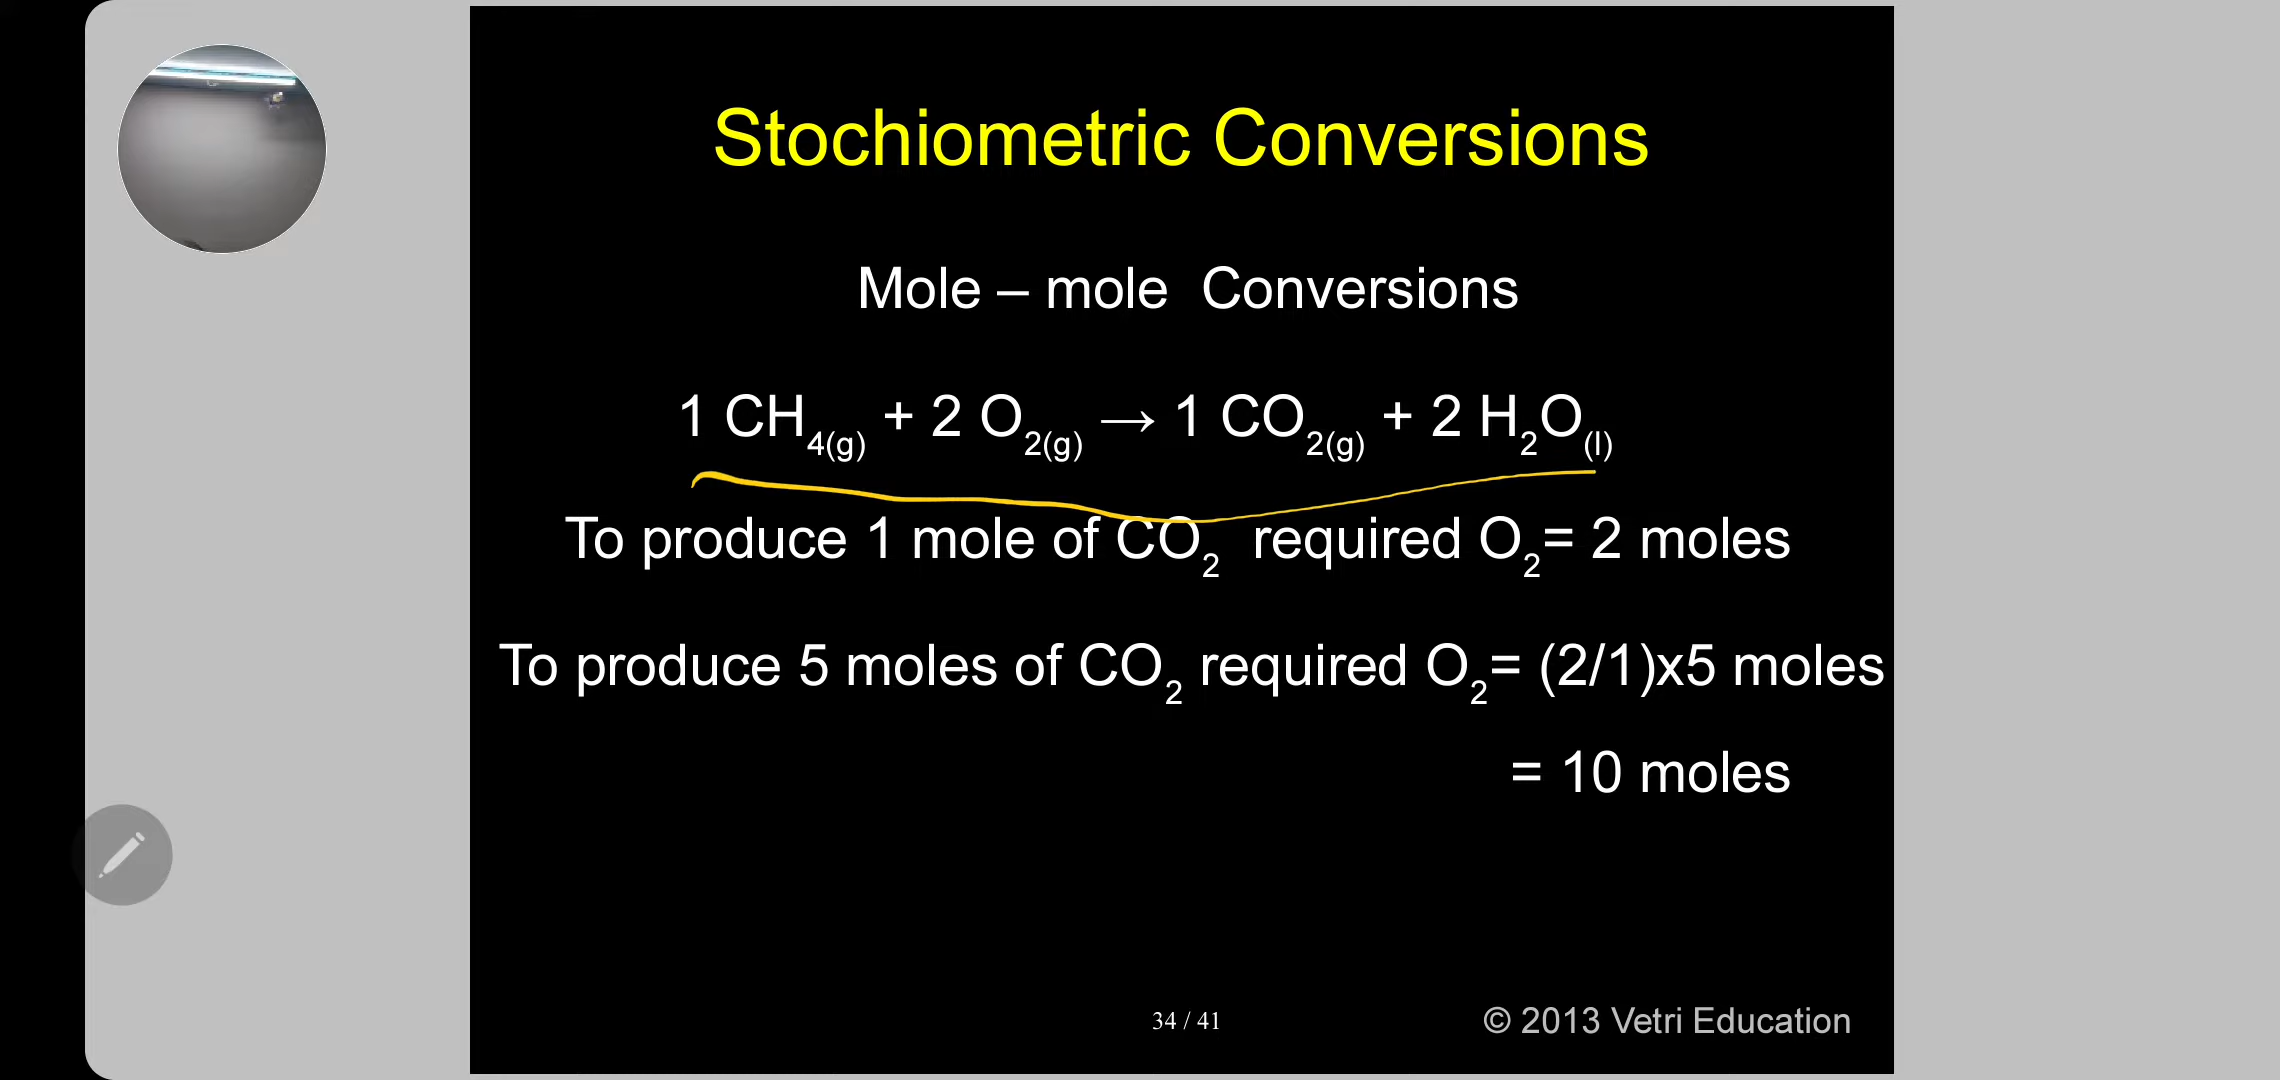 Stochiometric Conversions
Mole – mole Conversions
1 CH4(g) + 2 O2(g) → 1 CO2(g) + 2 H2O(l)
To produce 1 mole of CO2 required O2= 2 moles
To produce 5 moles of CO2 required O2= (2/1)x5 moles
= 10 moles
34 / 41
© 2013 Vetri Education